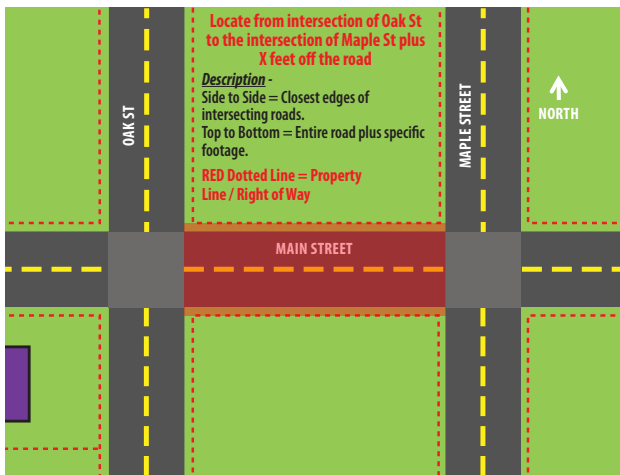 Locate from intersection of Oak St
to the intersection of Maple St plus
X feet off the road
Description -
Side to Side = Closest edges of
intersecting roads.
Top to Bottom = Entire road plus specific
footage.
RED Dotted Line = Property
Line / Right of Way
OAK ST
MAPLE STREET
NORTH
MAIN STREET